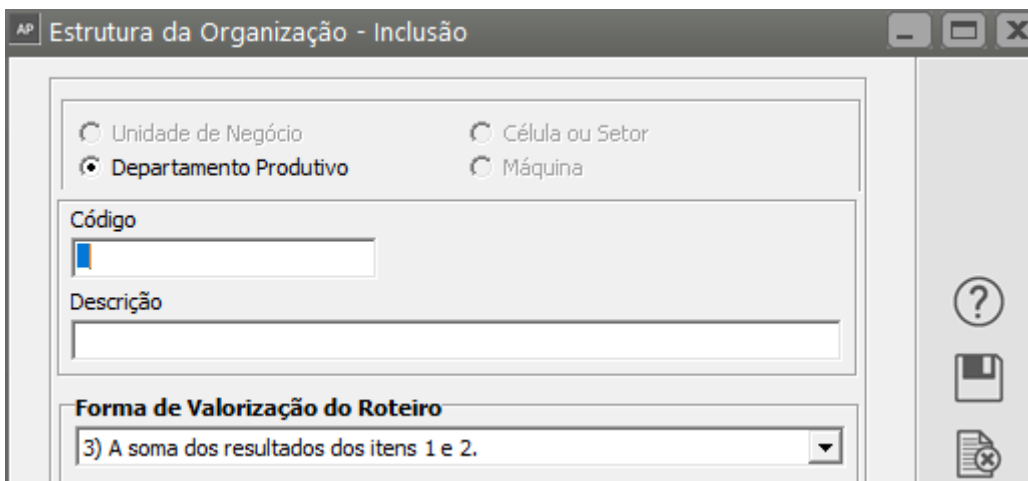 AP Estrutura da Organização - Inclusão
Unidade de Negócio
Célula ou Setor
Departamento Produtivo
Máquina
Código
Descrição
Forma de Valorização do Roteiro
3) A soma dos resultados dos itens 1 e 2.
?